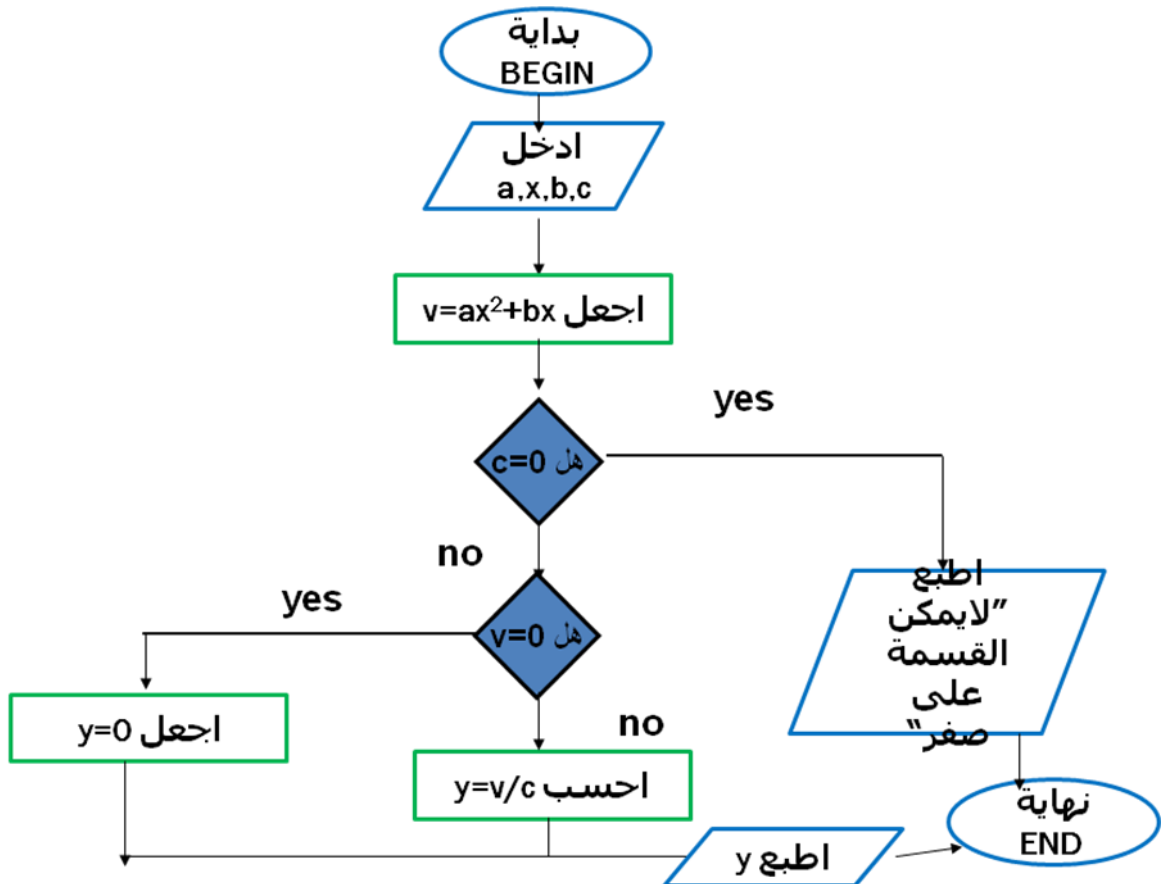 بداية
BEGIN
ادخل
a,x,b,c
اجعل v=ax²+bx
yes
هل c=0
no
yes
هل v=0
اطبع
"لايمكن
القسمة
على
صفر"
اجعل y=0
no
احسب y=v/c
نهاية
END
اطبع y